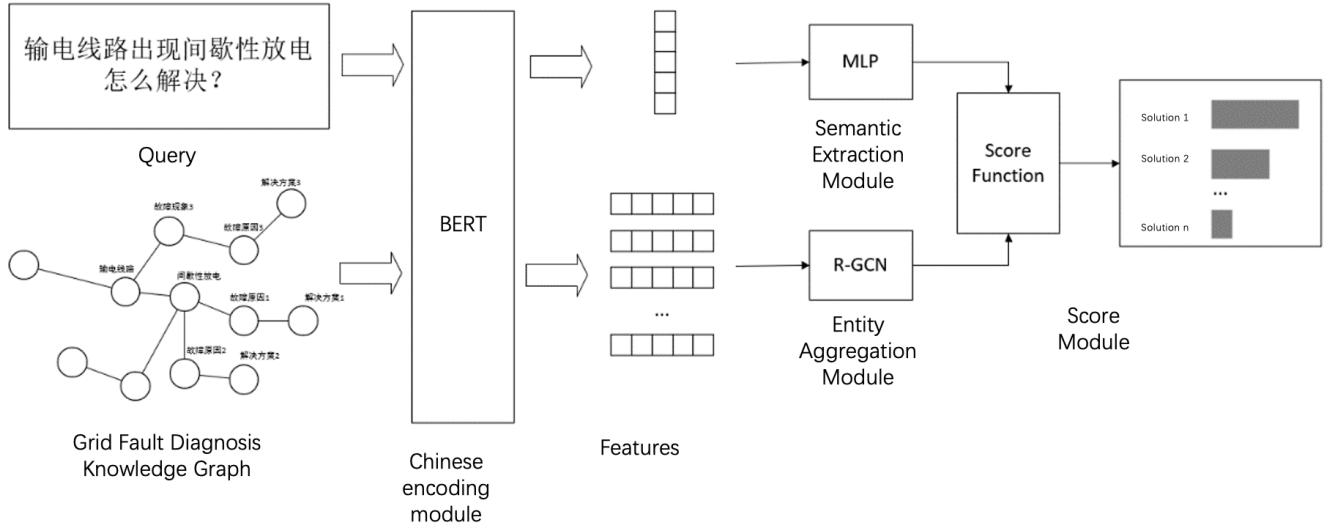 输电线路出现间歇性放电
怎么解决？
Query
解决方案3
故障现象3
故障原因3
输电线路
间歇性放电
故障原因1
解决方案1
故障原因2
解决方案2
Grid Fault Diagnosis
Knowledge Graph
BERT
Chinese
encoding
module
...
Features
MLP
Semantic
Extraction
Module
R-GCN
Entity
Aggregation
Module
Score
Function
Solution 1
Solution 2
...
Solution n
Score
Module